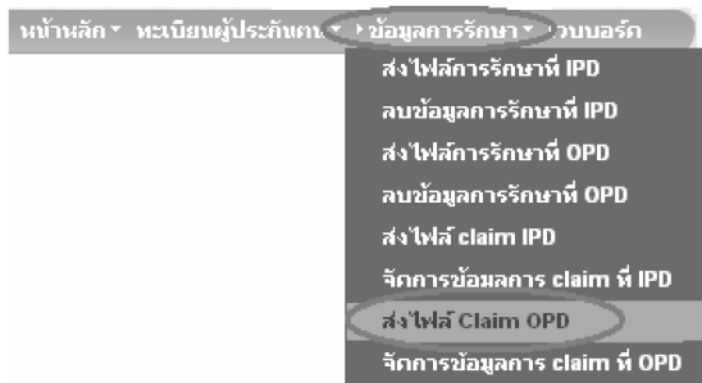 หน้าหลัก ทะเบียนผู้ประกันตน ข้อมูลการรักษา เวบบอร์ด
ส่งไฟล์การรักษาที่ IPD
ลบข้อมูลการรักษาที่ IPD
ส่งไฟล์การรักษาที่ OPD
ลบข้อมูลการรักษาที่ OPD
ส่งไฟล์ claim IPD
จัดการข้อมูลการ claim ที่ IPD
ส่งไฟล์ Claim OPD
จัดการข้อมูลการ claim ที่ OPD